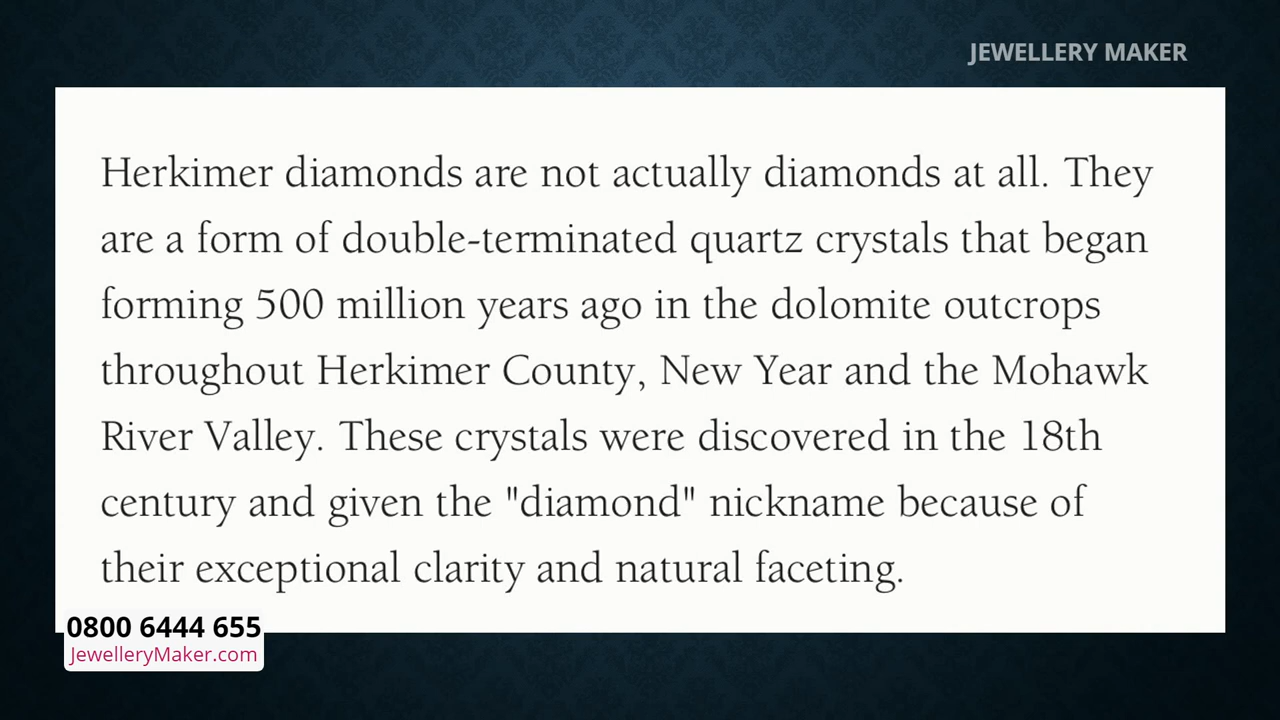 JEWELLERY MAKER
Herkimer diamonds are not actually diamonds at all. They
are a form of double-terminated quartz crystals that began
forming 500 million years ago in the dolomite outcrops
throughout Herkimer County, New Year and the Mohawk
River Valley. These crystals were discovered in the 18th
century and given the "diamond" nickname because of
their exceptional clarity and natural faceting.
0800 6444 655
JewelleryMaker.com